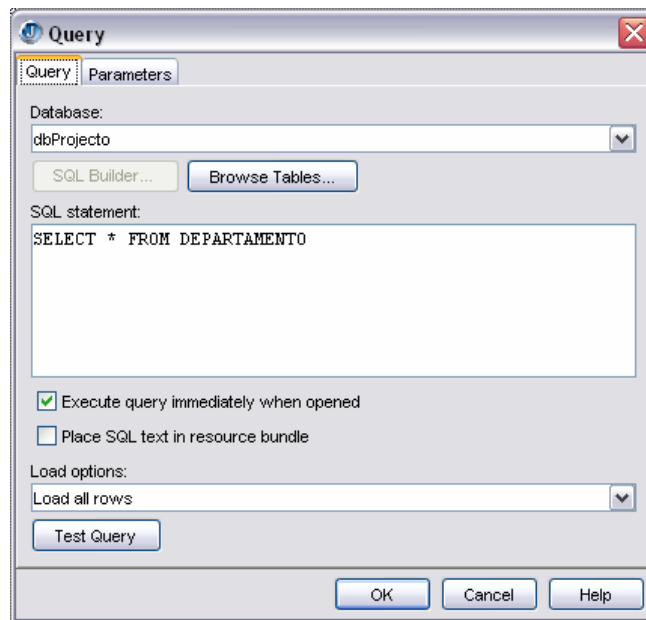 Query
Query Parameters
Database:
dbProjecto
SQL Builder... Browse Tables...
SQL statement:
SELECT * FROM DEPARTAMENTO
Execute query immediately when opened
Place SQL text in resource bundle
Load options:
Load all rows
Test Query
OK Cancel Help